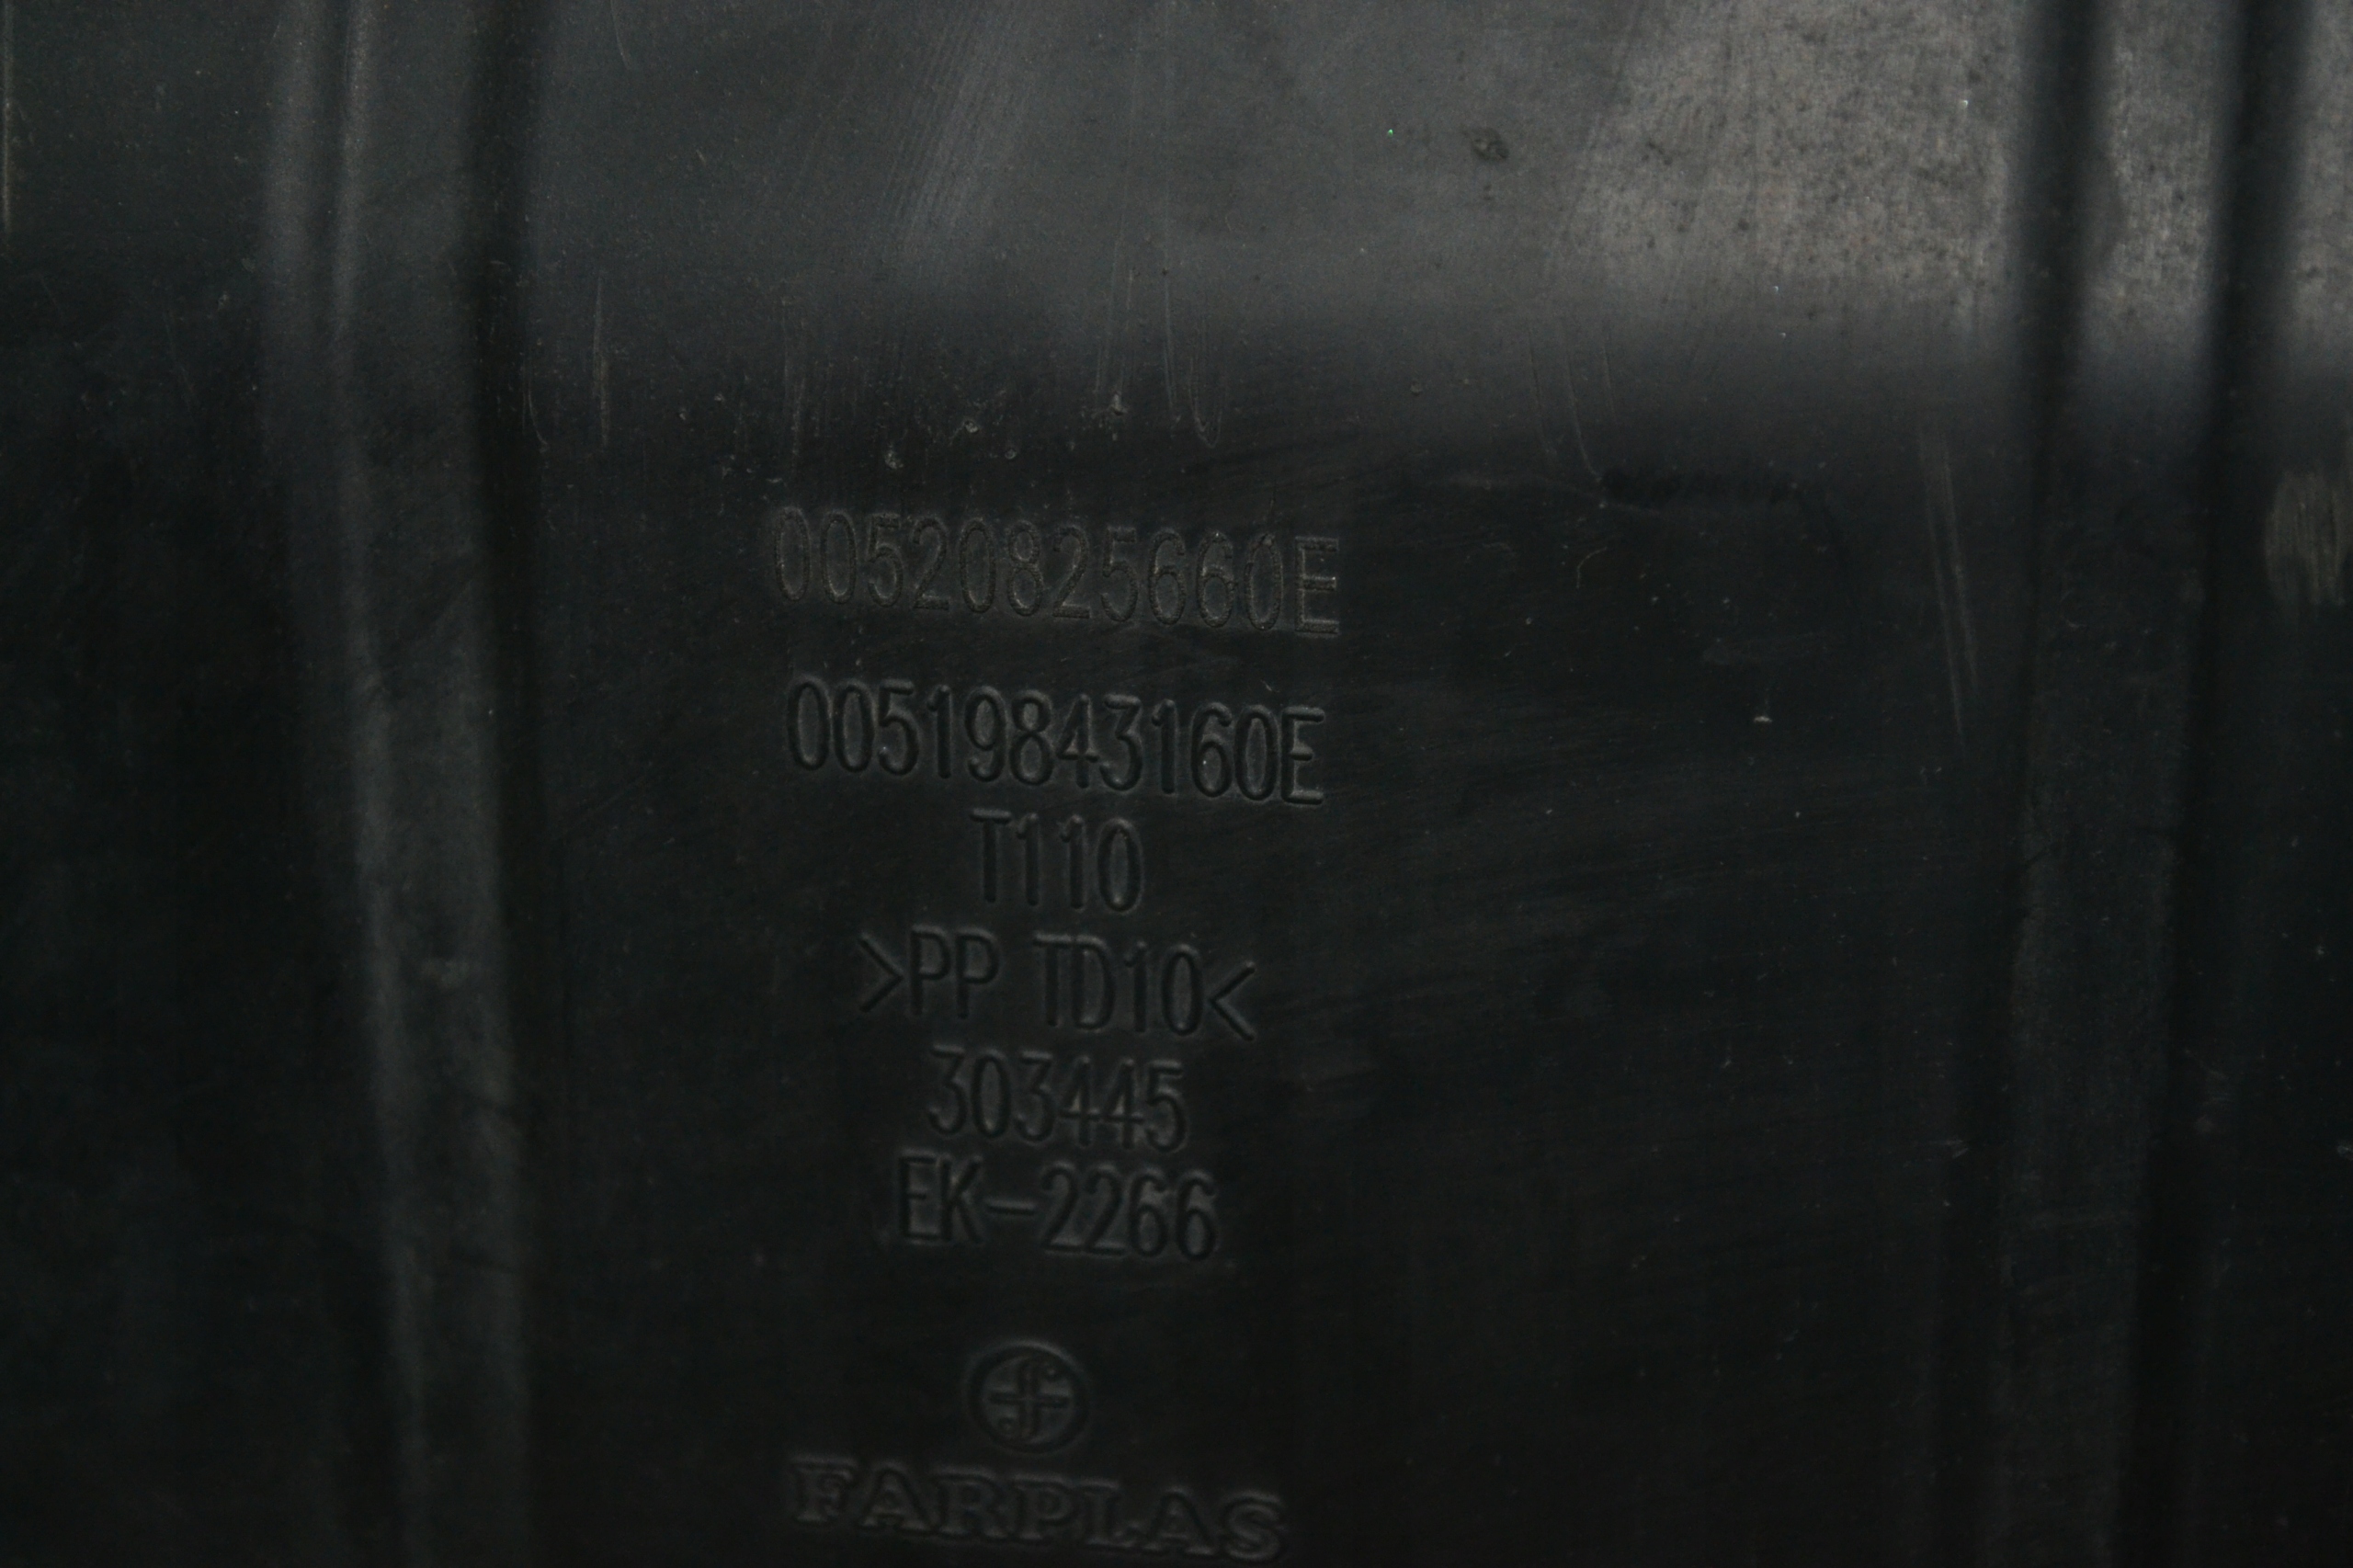 00520825660E
00519843160E
T110
>PP TD10<
303445
EK-2266
FARPLAS